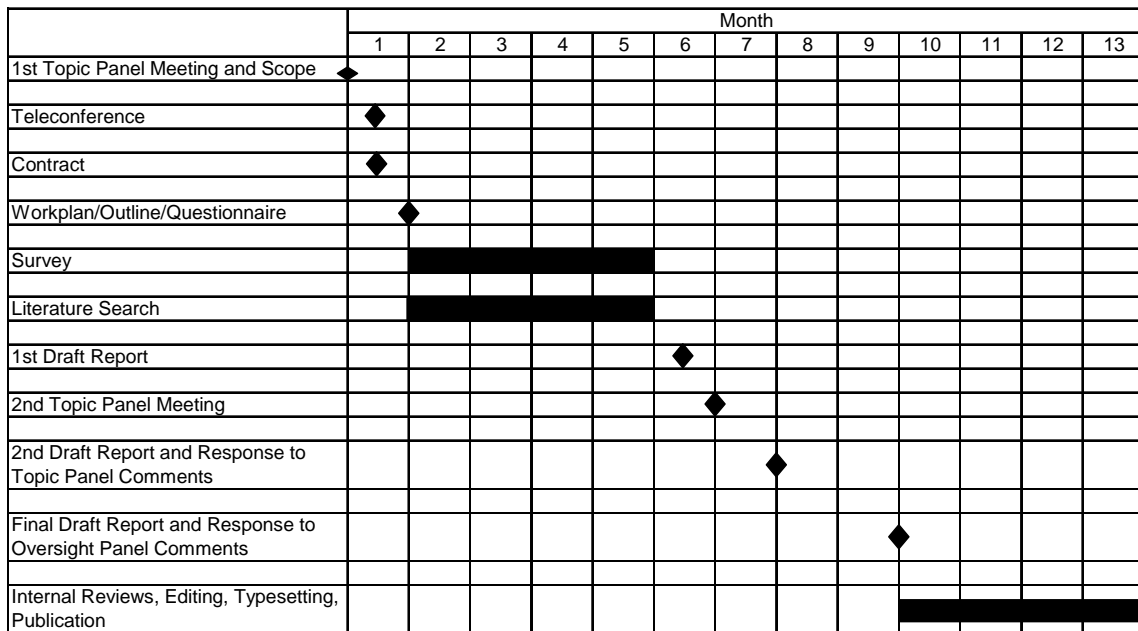 Month
1 2 3 4 5 6 7 8 9 10 11 12 13
1st Topic Panel Meeting and Scope
Teleconference
Contract
Workplan/Outline/Questionnaire
Survey
Literature Search
1st Draft Report
2nd Topic Panel Meeting
2nd Draft Report and Response to
Topic Panel Comments
Final Draft Report and Response to
Oversight Panel Comments
Internal Reviews, Editing, Typesetting,
Publication